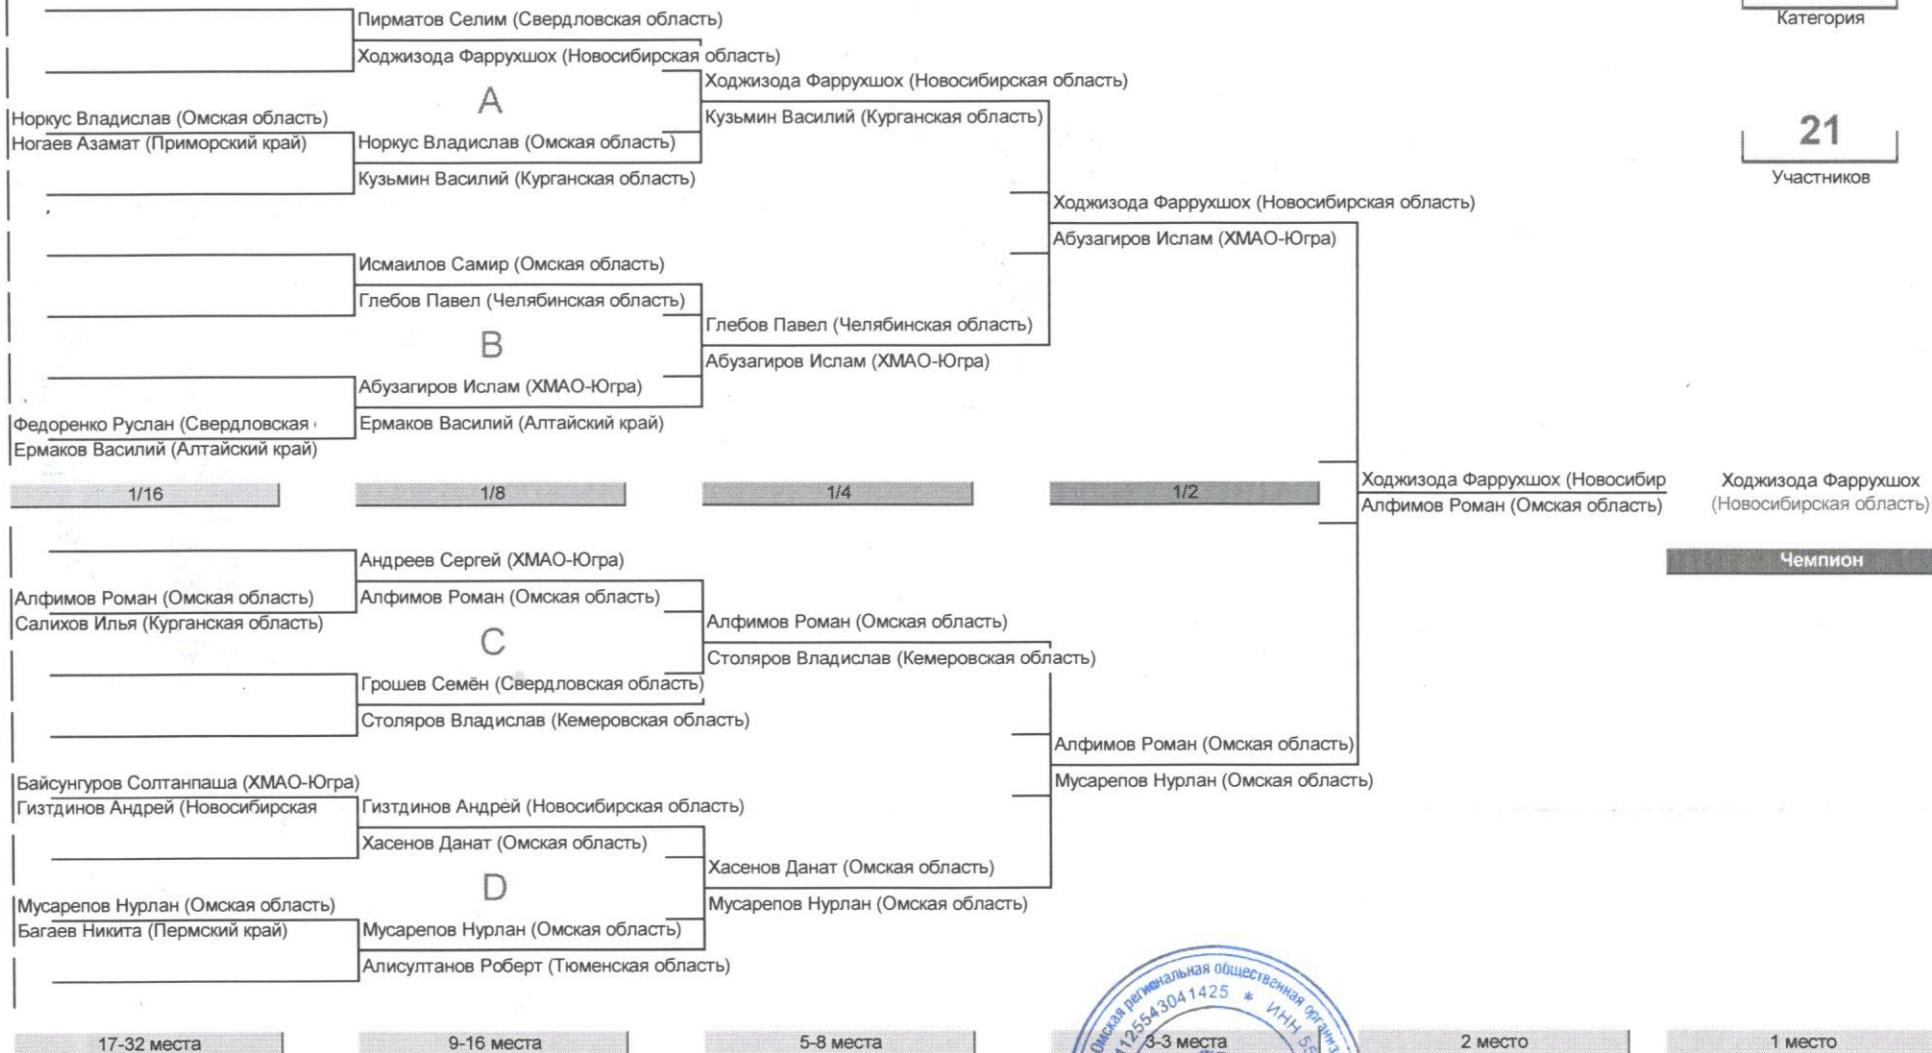 Категория
21
Участников
Пирматов Селим (Свердловская область)
Ходжизода Фаррухшох (Новосибирская область)
A
Норкус Владислав (Омская область)
Ногаев Азамат (Приморский край)
Норкус Владислав (Омская область)
Кузьмин Василий (Курганская область)
Ходжизода Фаррухшох (Новосибирская область)
Кузьмин Василий (Курганская область)
Ходжизода Фаррухшох (Новосибирская область)
Абузагиров Ислам (ХМАО-Югра)
Исмаилов Самир (Омская область)
Глебов Павел (Челябинская область)
B
Глебов Павел (Челябинская область)
Абузагиров Ислам (ХМАО-Югра)
Абузагиров Ислам (ХМАО-Югра)
Ермаков Василий (Алтайский край)
Федоренко Руслан (Свердловская
Ермаков Василий (Алтайский край)
1/16
1/8
1/4
1/2
Ходжизода Фаррухшох (Новосибир
Алфимов Роман (Омская область)
Ходжизода Фаррухшох
(Новосибирская область)
Чемпион
Андреев Сергей (ХМАО-Югра)
Алфимов Роман (Омская область)
Алфимов Роман (Омская область)
Салихов Илья (Курганская область)
C
Алфимов Роман (Омская область)
Столяров Владислав (Кемеровская область)
Грошев Семён (Свердловская область)
Столяров Владислав (Кемеровская область)
Алфимов Роман (Омская область)
Мусарепов Нурлан (Омская область)
Байсунгуров Солтанпаша (ХМАО-Югра)
Гизтдинов Андрей (Новосибирская
Гизтдинов Андрей (Новосибирская область)
Хасенов Данат (Омская область)
D
Хасенов Данат (Омская область)
Мусарепов Нурлан (Омская область)
Мусарепов Нурлан (Омская область)
Багаев Никита (Пермский край)
Мусарепов Нурлан (Омская область)
Алисултанов Роберт (Тюменская область)
Омская региональная общественная
1125543041425 * ИНН 55
17-32 места
9-16 места
5-8 места
3-3 места
2 место
1 место